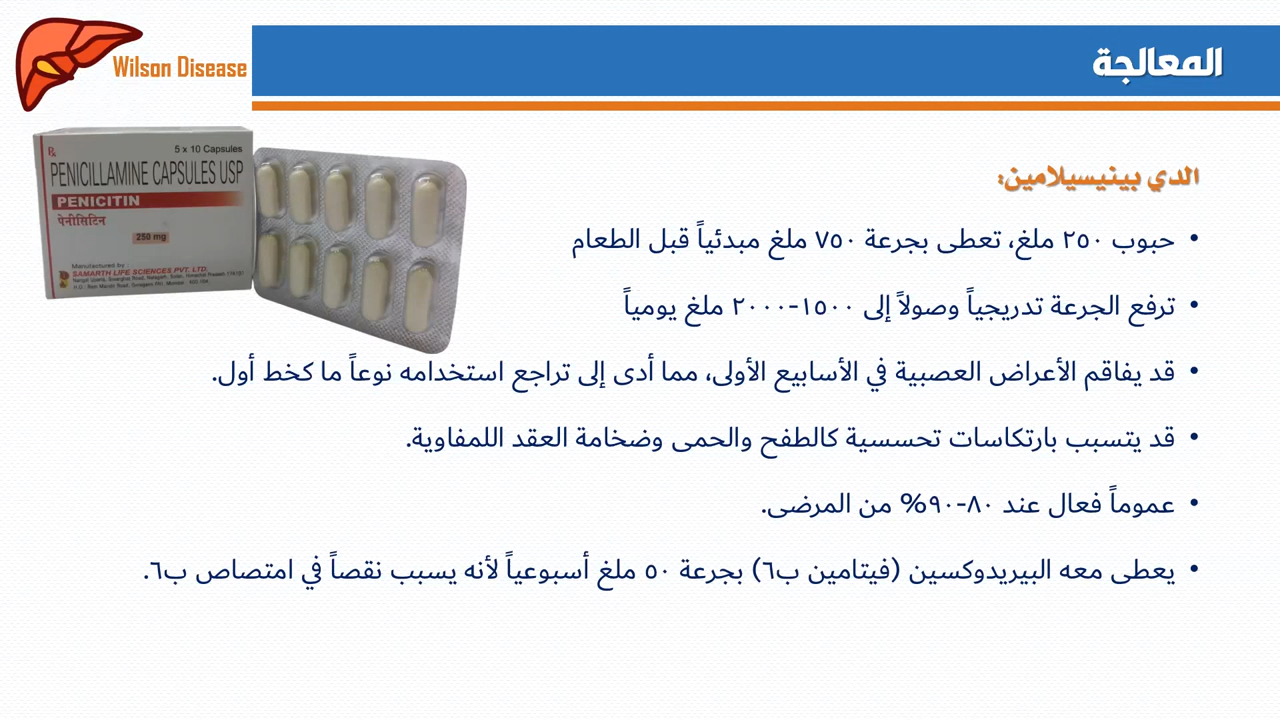 Wilson Disease
المعالجة
5 x 10 Capsules
PENICILLAMINE CAPSULES USP
PENICITIN
पेनीसिटिन
250 mg
Manufactured by :
SAMARTH LIFE SCIENCES PVT. LTD.
الدي بينيسيلامين:
• حبوب ٢٥٠ ملغ، تعطى بجرعة ٧٥٠ ملغ مبدئياً قبل الطعام
• ترفع الجرعة تدريجياً وصولاً إلى ١٥٠٠-٢٠٠٠ ملغ يومياً
• قد يفاقم الأعراض العصبية في الأسابيع الأولى، مما أدى إلى تراجع استخدامه نوعاً ما كخط أول.
• قد يتسبب بارتكاسات تحسسية كالطفح والحمى وضخامة العقد اللمفاوية.
• عموماً فعال عند ٨٠-٩٠% من المرضى.
• يعطى معه البيريدوكسين (فيتامين ب٦) بجرعة ٥٠ ملغ أسبوعياً لأنه يسبب نقصاً في امتصاص ب٦.